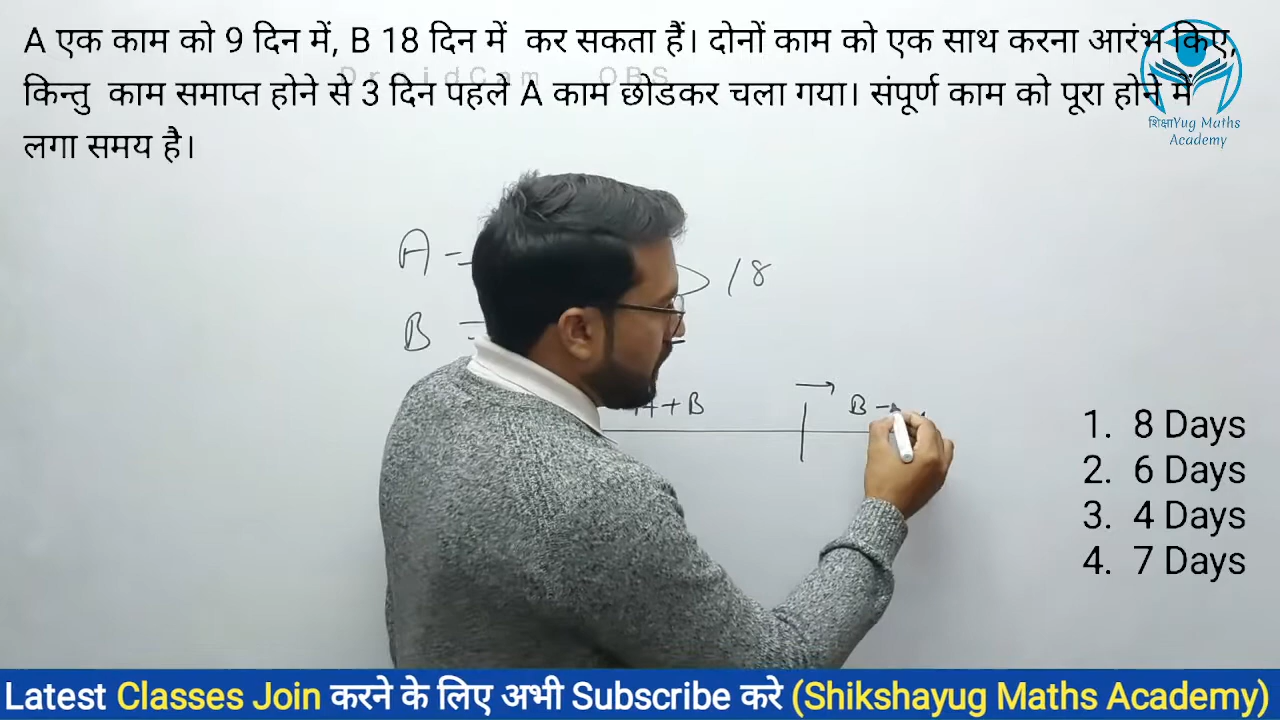 A एक काम को 9 दिन में, B 18 दिन में कर सकता हैं। दोनों काम को एक साथ करना आरंभ किए,
DroidCam OBS
किन्तु काम समाप्त होने से 3 दिन पहले A काम छोडकर चला गया। संपूर्ण काम को पूरा होने में
शिक्षाYug Maths
Academy
लगा समय है।
A =
18
B =
A+B
B
1. 8 Days
2. 6 Days
3. 4 Days
4. 7 Days
Latest Classes Join करने के लिए अभी Subscribe करे (Shikshayug Maths Academy)